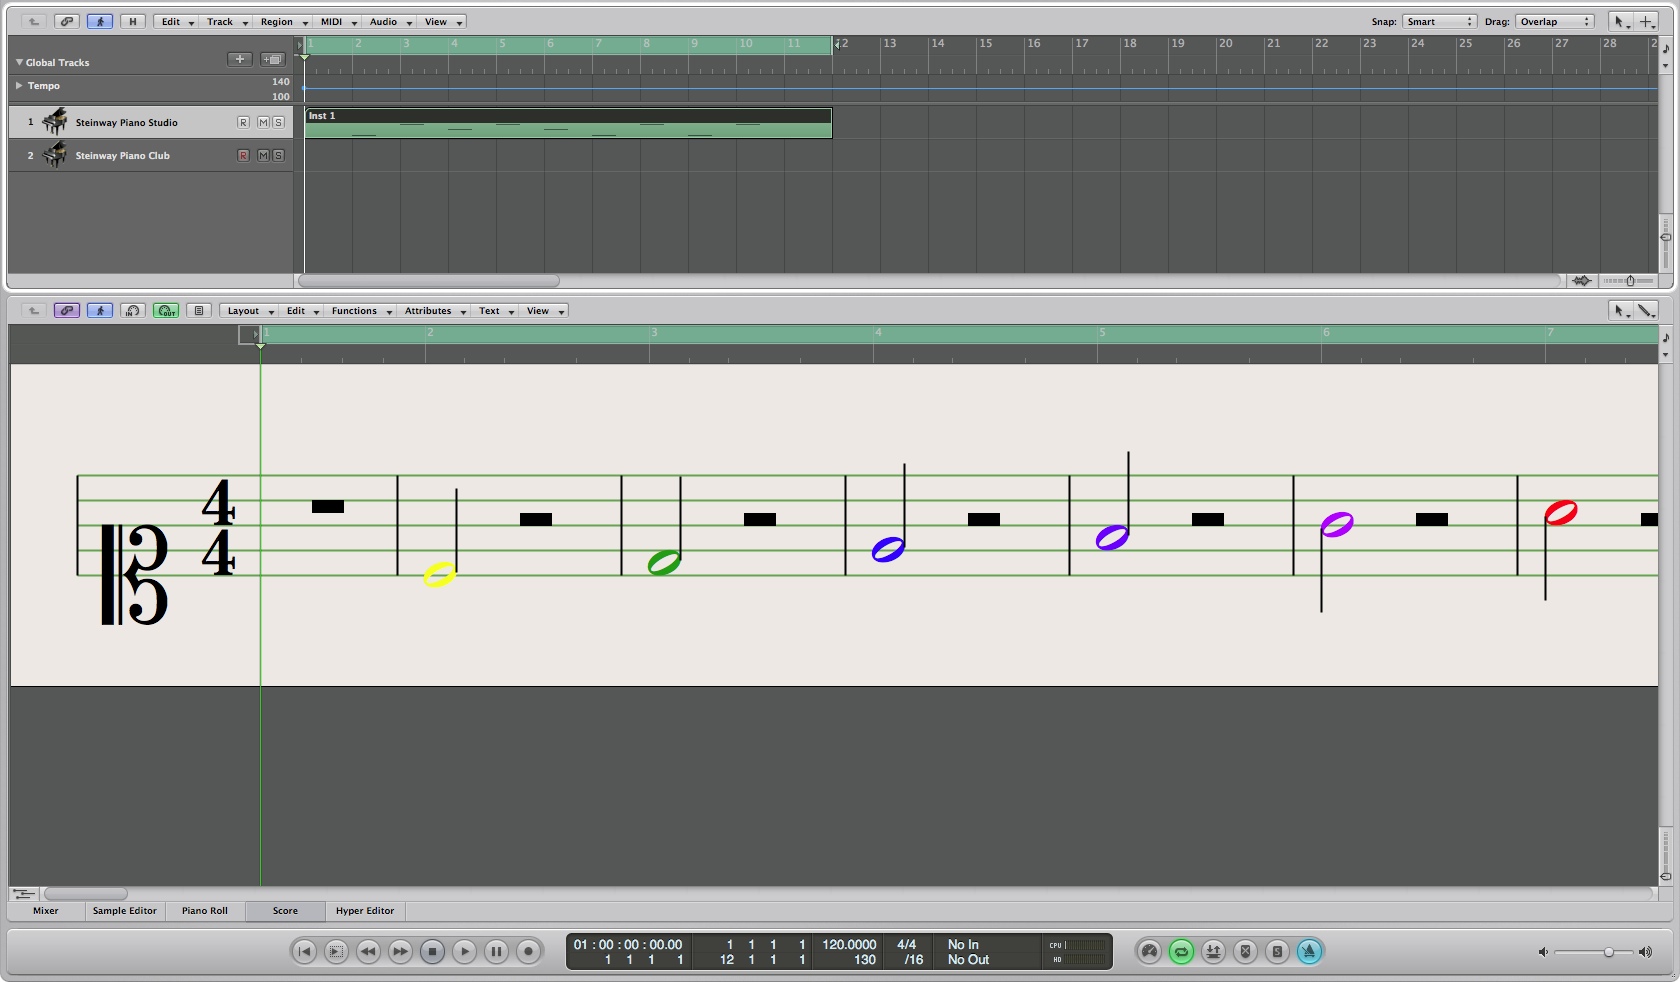 H Edit Track Region MIDI Audio View Snap: Smart Drag: Overlap
1 2 3 4 5 6 7 8 9 10 11 12 13 14 15 16 17 18 19 20 21 22 23 24 25 26 27 28 2
Global Tracks
Tempo 140
100
1 Steinway Piano Studio R M S Inst 1
2 Steinway Piano Club R M S
IN OUT Layout Edit Functions Attributes Text View
1 2 3 4 5 6 7
4
4
Mixer Sample Editor Piano Roll Score Hyper Editor
01 : 00 : 00 : 00.00 1 1 1 1 120.0000 4/4 No In CPU
1 1 1 1 12 1 1 1 130 /16 No Out HD
S